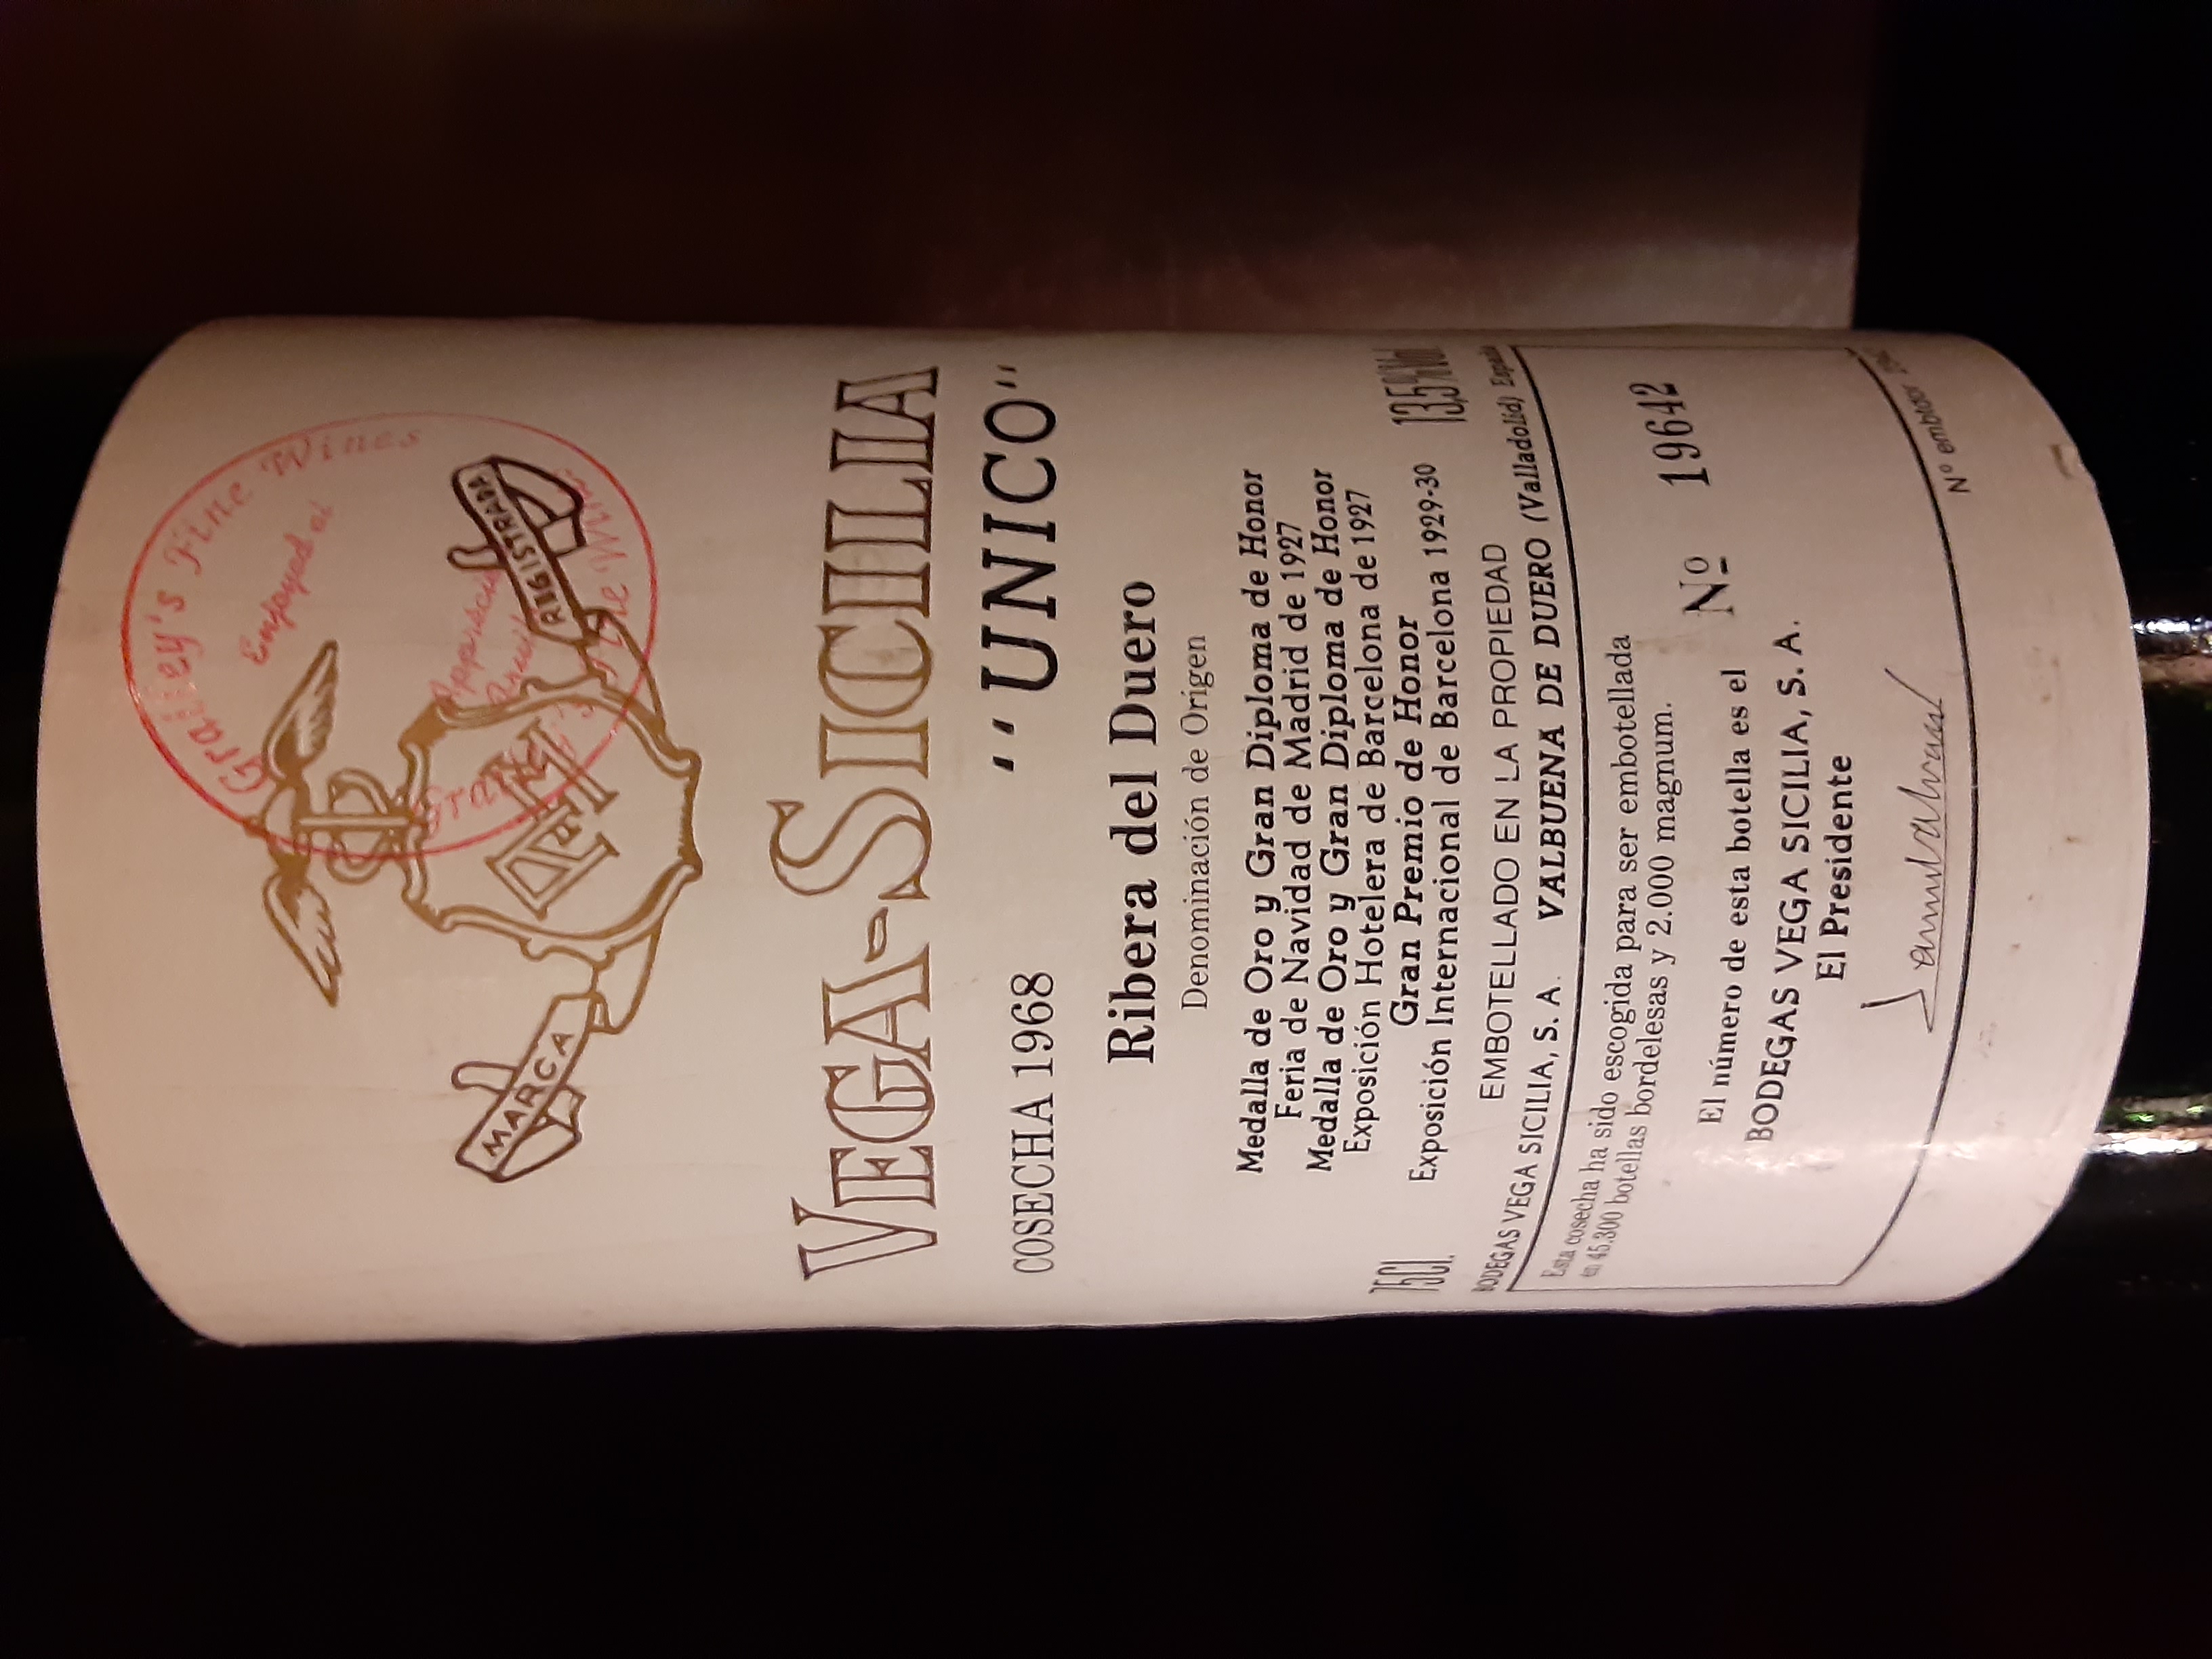 Grailey's Fine Wines
Enjoyed at
MARCA
REGISTRADA
VEGA-SICILIA
COSECHA 1968 "UNICO"
Ribera del Duero
Denominación de Origen
Medalla de Oro y Gran Diploma de Honor
Feria de Navidad de Madrid de 1927
Medalla de Oro y Gran Diploma de Honor
Exposición Hotelera de Barcelona de 1927
Gran Premio de Honor
75Cl. Exposición Internacional de Barcelona 1929-30 13,5%Vol.
EMBOTELLADO EN LA PROPIEDAD
BODEGAS VEGA SICILIA, S. A. VALBUENA DE DUERO (Valladolid) España
Esta cosecha ha sido escogida para ser embotellada
en 45.300 botellas bordelesas y 2.000 magnum.
El número de esta botella es el Nº 19642
BODEGAS VEGA SICILIA, S. A.
El Presidente
Nº embtdor